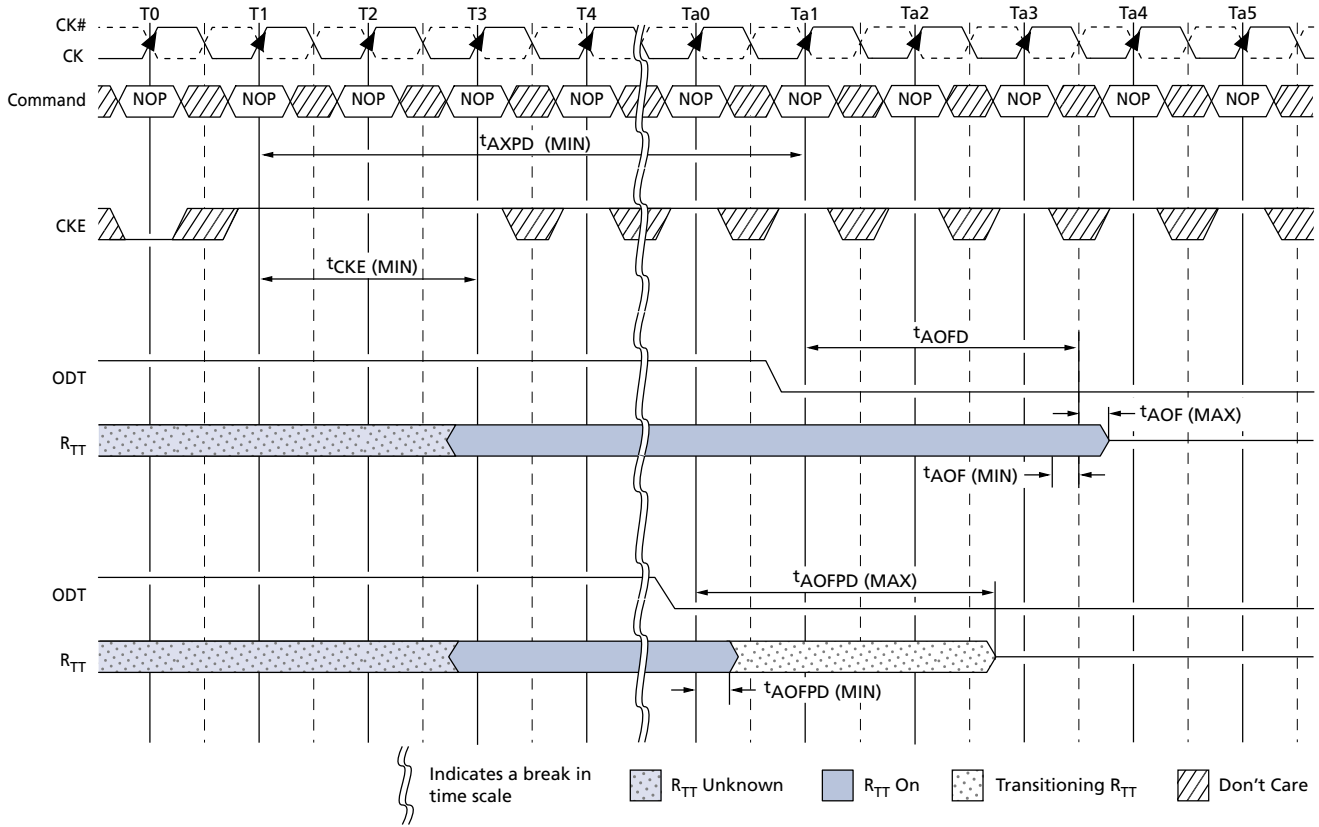 T0 T1 T2 T3 T4 Ta0 Ta1 Ta2 Ta3 Ta4 Ta5
CK#
CK
Command NOP NOP NOP NOP NOP NOP NOP NOP NOP NOP NOP
tAXPD (MIN)
CKE
tCKE (MIN)
tAOFD
ODT
tAOF (MAX)
RTT
tAOF (MIN)
tAOFPD (MAX)
ODT
RTT
tAOFPD (MIN)
Indicates a break in
time scale
RTT Unknown
RTT On
Transitioning RTT
Don't Care